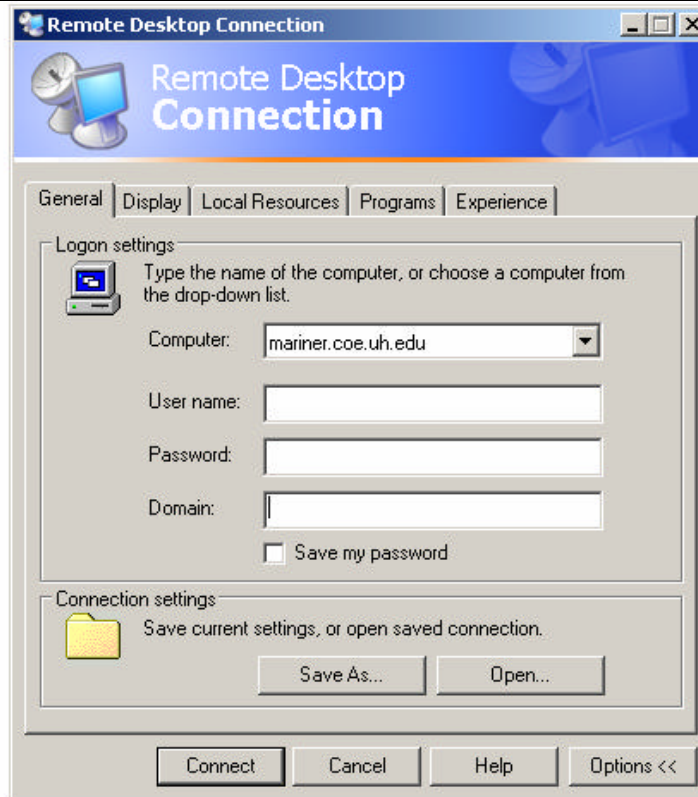 Remote Desktop Connection
Remote Desktop
Connection
General Display Local Resources Programs Experience
Logon settings
Type the name of the computer, or choose a computer from
the drop-down list.
Computer: mariner.coe.uh.edu
User name:
Password:
Domain:
Save my password
Connection settings
Save current settings, or open saved connection.
Save As... Open...
Connect Cancel Help Options <<